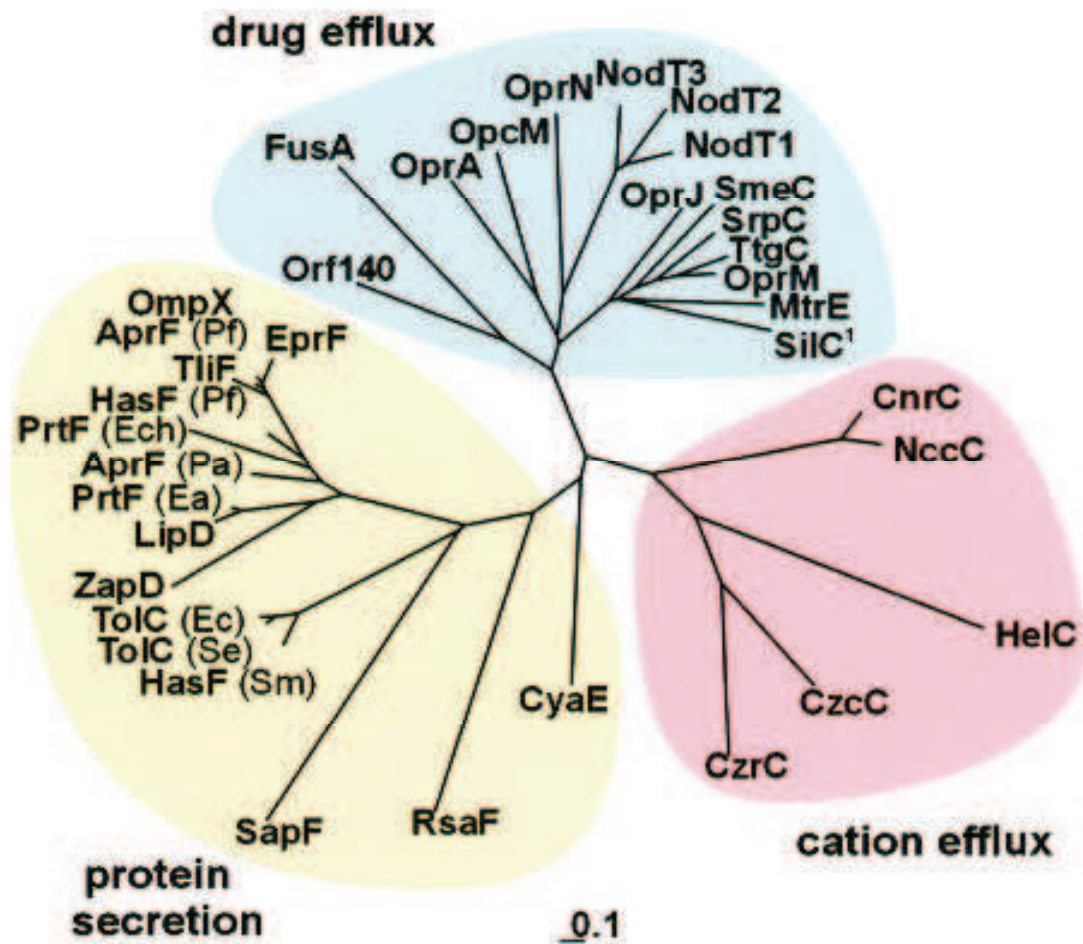 drug efflux
OprN
NodT3
NodT2
OpcM
NodT1
FusA
OprA
OprJ
SmeC
SrpC
TtgC
Orf140
OprM
MtrE
SilC¹
OmpX
AprF (Pf)
EprF
TliF
HasF (Pf)
PrtF (Ech)
AprF (Pa)
PrtF (Ea)
LipD
ZapD
TolC (Ec)
TolC (Se)
HasF (Sm)
CyaE
SapF
RsaF
CnrC
NccC
HelC
CzcC
CzrC
cation efflux
protein
secretion
0.1